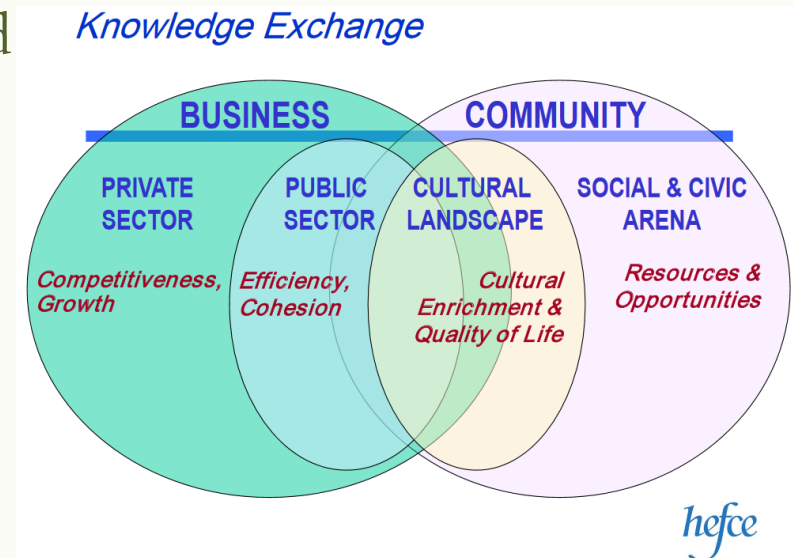 Knowledge Exchange
BUSINESS
COMMUNITY
PRIVATE
SECTOR
PUBLIC
SECTOR
CULTURAL
LANDSCAPE
SOCIAL & CIVIC
ARENA
Competitiveness,
Growth
Efficiency,
Cohesion
Cultural
Enrichment &
Quality of Life
Resources &
Opportunities
hefce